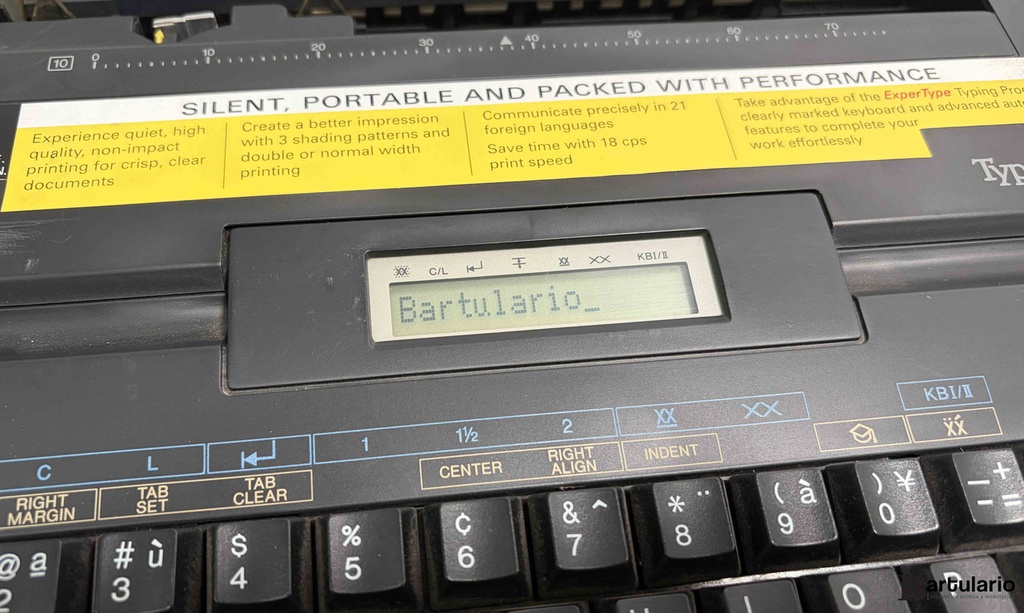 10 0 10 20 30 40 50 60 70
SILENT, PORTABLE AND PACKED WITH PERFORMANCE
Experience quiet, high
quality, non-impact
printing for crisp, clear
documents
Create a better impression
with 3 shading patterns and
double or normal width
printing
Communicate precisely in 21
foreign languages
Save time with 18 cps
print speed
Take advantage of the ExperType Typing
clearly marked keyboard and advanced
features to complete your
work effortlessly
C/L KBI/II
Bartulario_
KBI/II
C L 1 1½ 2 XX XX
RIGHT
MARGIN
TAB
SET
TAB
CLEAR
CENTER
RIGHT
ALIGN
INDENT
@ a
2
# ù
3
$
4
%
5
¢
6
& ^
7
* ¨
8
( à
9
) ¥
0
— +
- =
O
artulario